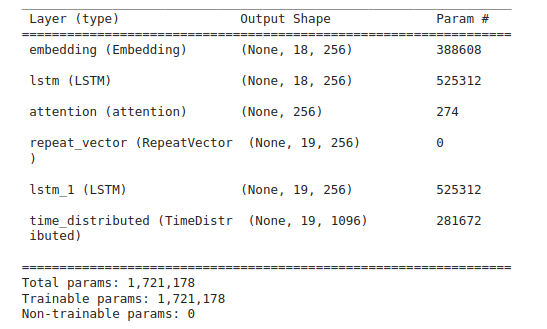 Layer (type) Output Shape Param #
=================================================================
embedding (Embedding) (None, 18, 256) 388608
lstm (LSTM) (None, 18, 256) 525312
attention (attention) (None, 256) 274
repeat_vector (RepeatVector (None, 19, 256) 0
)
lstm_1 (LSTM) (None, 19, 256) 525312
time_distributed (TimeDistr (None, 19, 1096) 281672
ibuted)
=================================================================
Total params: 1,721,178
Trainable params: 1,721,178
Non-trainable params: 0